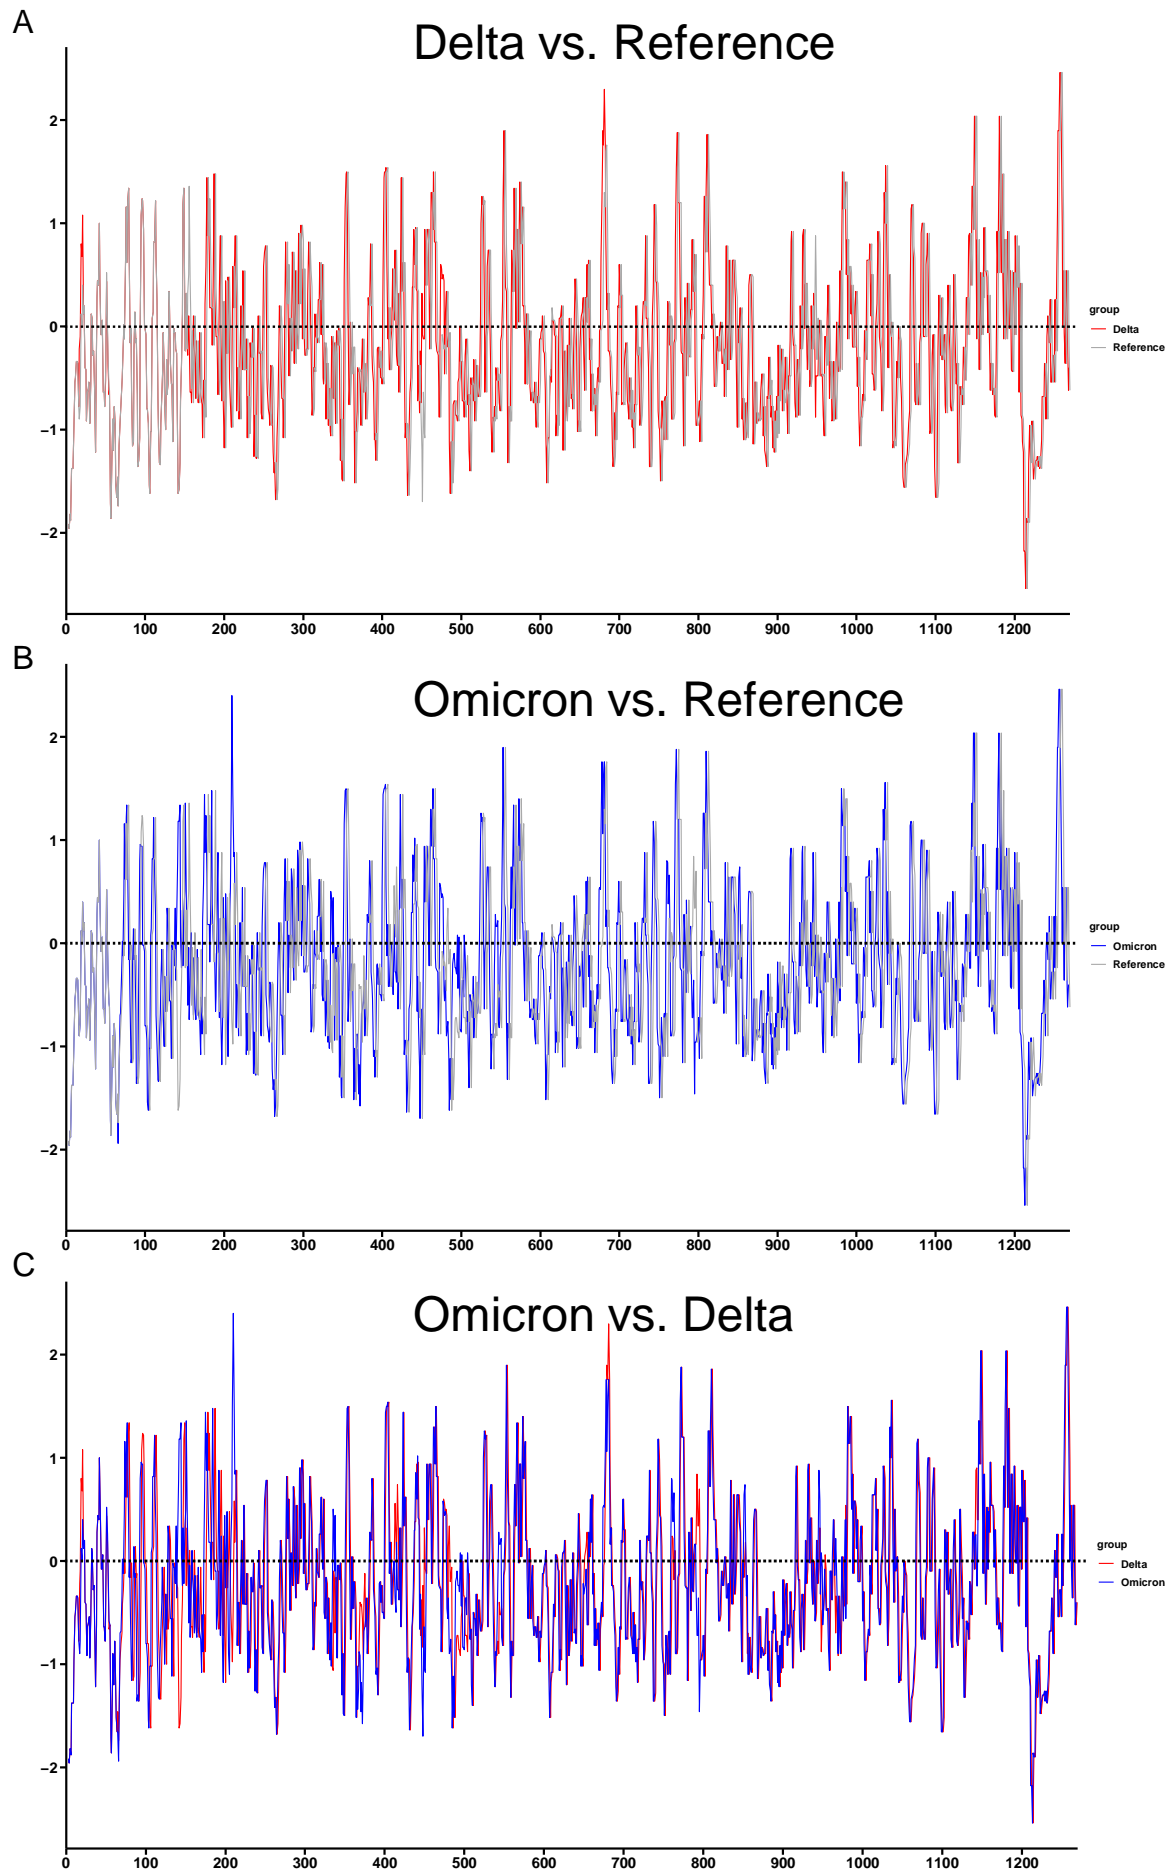 A
Delta vs. Reference
2
1
0
−1
−2
0 100 200 300 400 500 600 700 800 900 1000 1100 1200
group
Delta
Reference
B
Omicron vs. Reference
2
1
0
−1
−2
0 100 200 300 400 500 600 700 800 900 1000 1100 1200
group
Omicron
Reference
C
Omicron vs. Delta
2
1
0
−1
−2
0 100 200 300 400 500 600 700 800 900 1000 1100 1200
group
Delta
Omicron